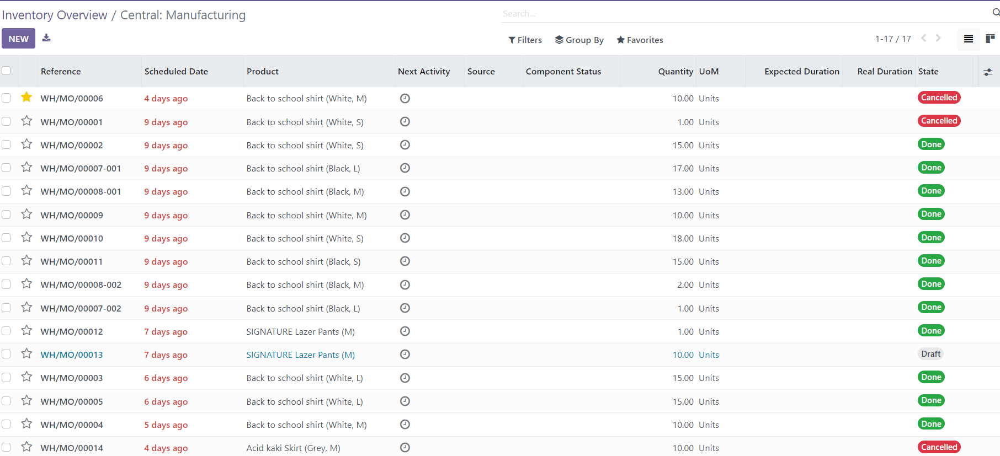 Inventory Overview / Central: Manufacturing
Search...
NEW
Filters Group By Favorites
1-17 / 17
Reference Scheduled Date Product Next Activity Source Component Status Quantity UoM Expected Duration Real Duration State
WH/MO/00006 4 days ago Back to school shirt (White, M) 10.00 Units Cancelled
WH/MO/00001 9 days ago Back to school shirt (White, S) 1.00 Units Cancelled
WH/MO/00002 9 days ago Back to school shirt (White, S) 15.00 Units Done
WH/MO/00007-001 9 days ago Back to school shirt (Black, L) 17.00 Units Done
WH/MO/00008-001 9 days ago Back to school shirt (Black, M) 13.00 Units Done
WH/MO/00009 9 days ago Back to school shirt (White, M) 10.00 Units Done
WH/MO/00010 9 days ago Back to school shirt (White, S) 18.00 Units Done
WH/MO/00011 9 days ago Back to school shirt (Black, S) 15.00 Units Done
WH/MO/00008-002 9 days ago Back to school shirt (Black, M) 2.00 Units Done
WH/MO/00007-002 9 days ago Back to school shirt (Black, L) 1.00 Units Done
WH/MO/00012 7 days ago SIGNATURE Lazer Pants (M) 1.00 Units Done
WH/MO/00013 7 days ago SIGNATURE Lazer Pants (M) 10.00 Units Draft
WH/MO/00003 6 days ago Back to school shirt (White, L) 15.00 Units Done
WH/MO/00005 6 days ago Back to school shirt (White, L) 15.00 Units Done
WH/MO/00004 5 days ago Back to school shirt (White, M) 10.00 Units Done
WH/MO/00014 4 days ago Acid kaki Skirt (Grey, M) 10.00 Units Cancelled